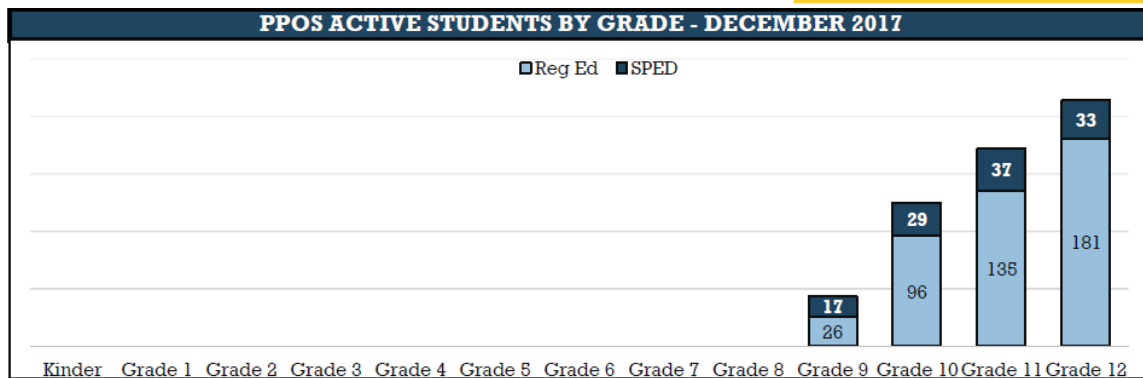 PPOS ACTIVE STUDENTS BY GRADE - DECEMBER 2017
Reg Ed SPED
33
37
29
181
135
17
96
26
Kinder Grade 1 Grade 2 Grade 3 Grade 4 Grade 5 Grade 6 Grade 7 Grade 8 Grade 9 Grade 10 Grade 11 Grade 12